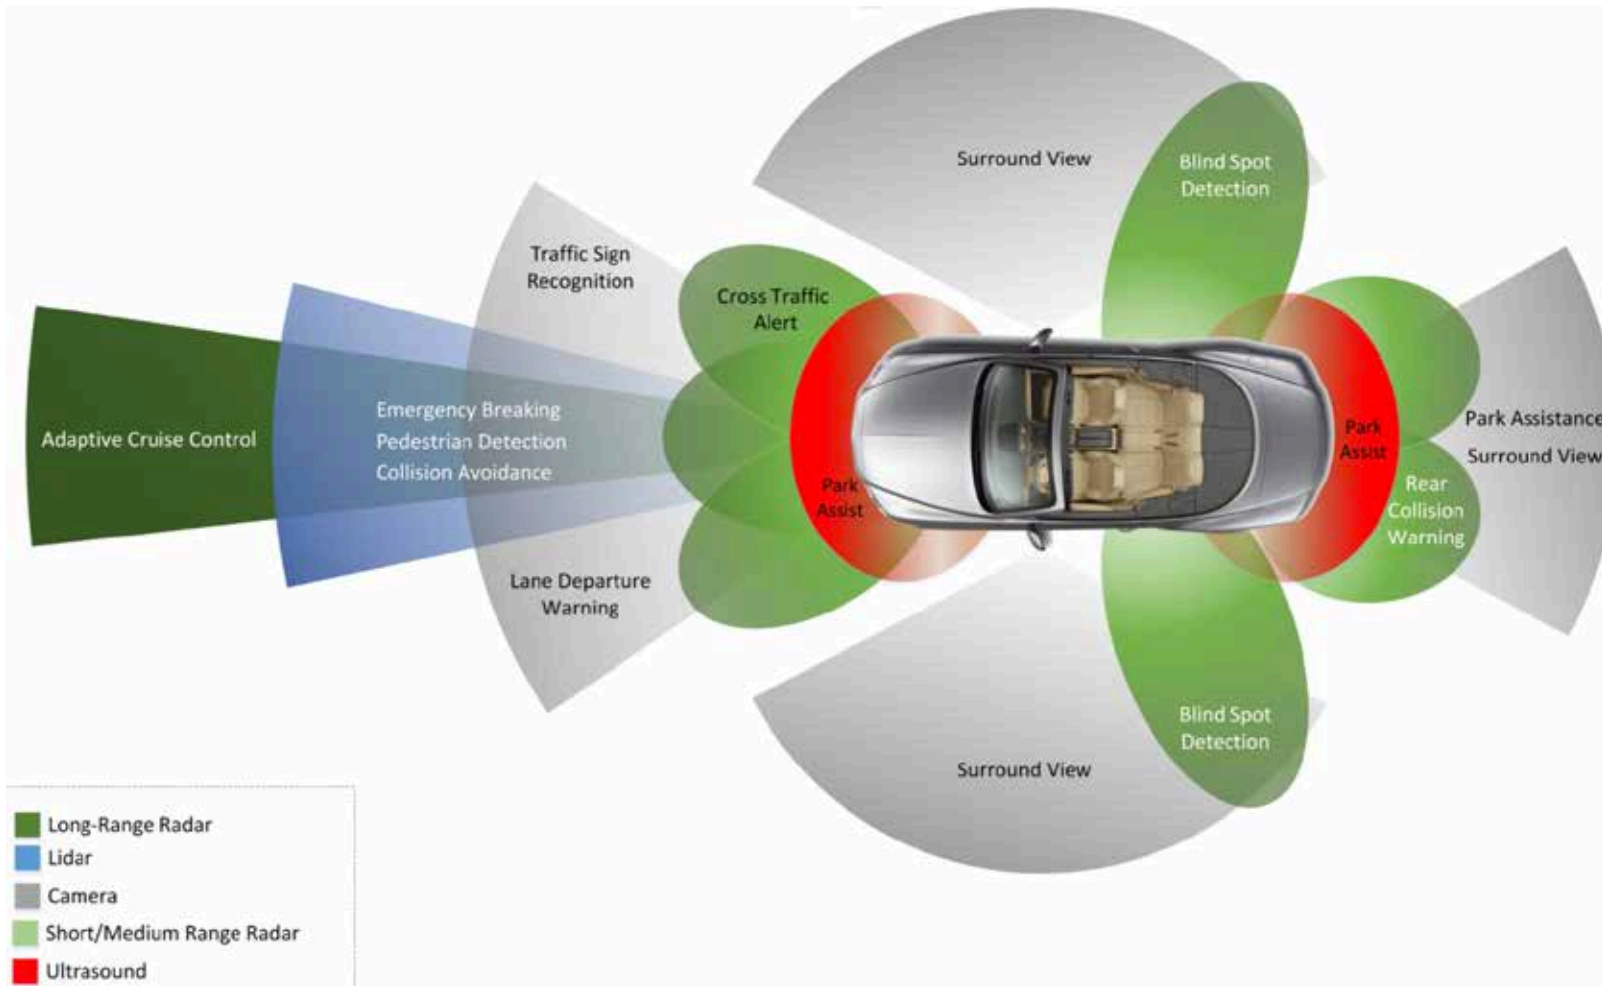 Surround View
Blind Spot
Detection
Traffic Sign
Recognition
Cross Traffic
Alert
Adaptive Cruise Control
Emergency Breaking
Pedestrian Detection
Collision Avoidance
Park
Assist
Park
Assist
Park Assistance
Surround View
Rear
Collision
Warning
Lane Departure
Warning
Blind Spot
Detection
Surround View
Long-Range Radar
Lidar
Camera
Short/Medium Range Radar
Ultrasound